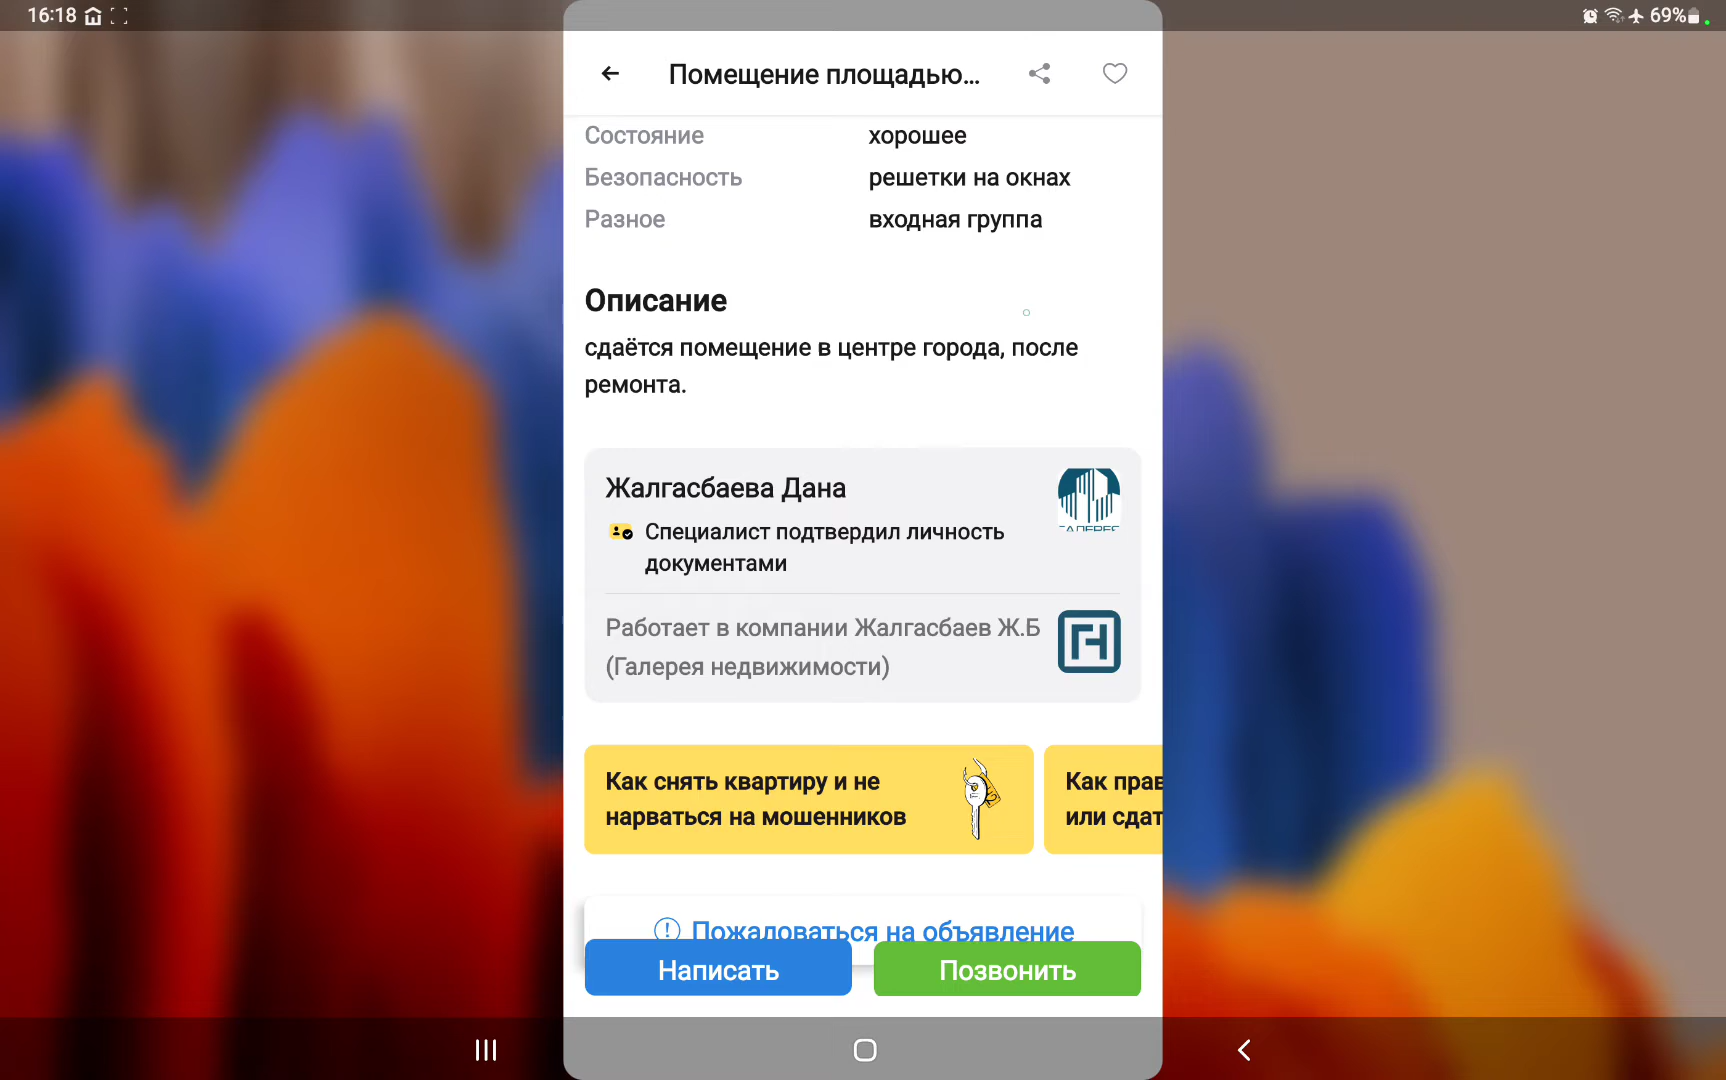 16:18
69%
Помещение площадью...
Состояние хорошее
Безопасность решетки на окнах
Разное входная группа
Описание
сдаётся помещение в центре города, после
ремонта.
Жалгасбаева Дана
Специалист подтвердил личность
документами
Работает в компании Жалгасбаев Ж.Б
(Галерея недвижимости)
Как снять квартиру и не
нарваться на мошенников
Как прав
или сдат
Пожаловаться на объявление
Написать
Позвонить